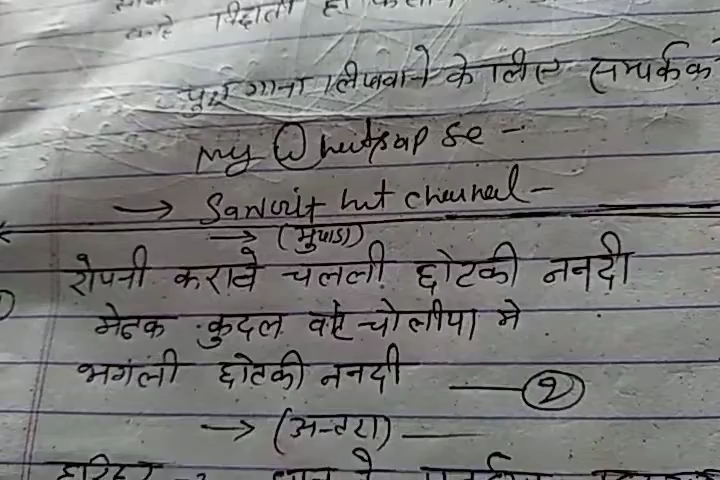 गाना लिखवाने के लिए सम्पर्क क
my Whatsap se -
→ Sanvrit hit channel -
→ (मुखडा)
रोपनी करावे चलली छोटकी ननदी
मेढक कुदल बाटे चोलीया मे
भगली छोटकी ननदी —— (2)
→ (अन्तरा) ——